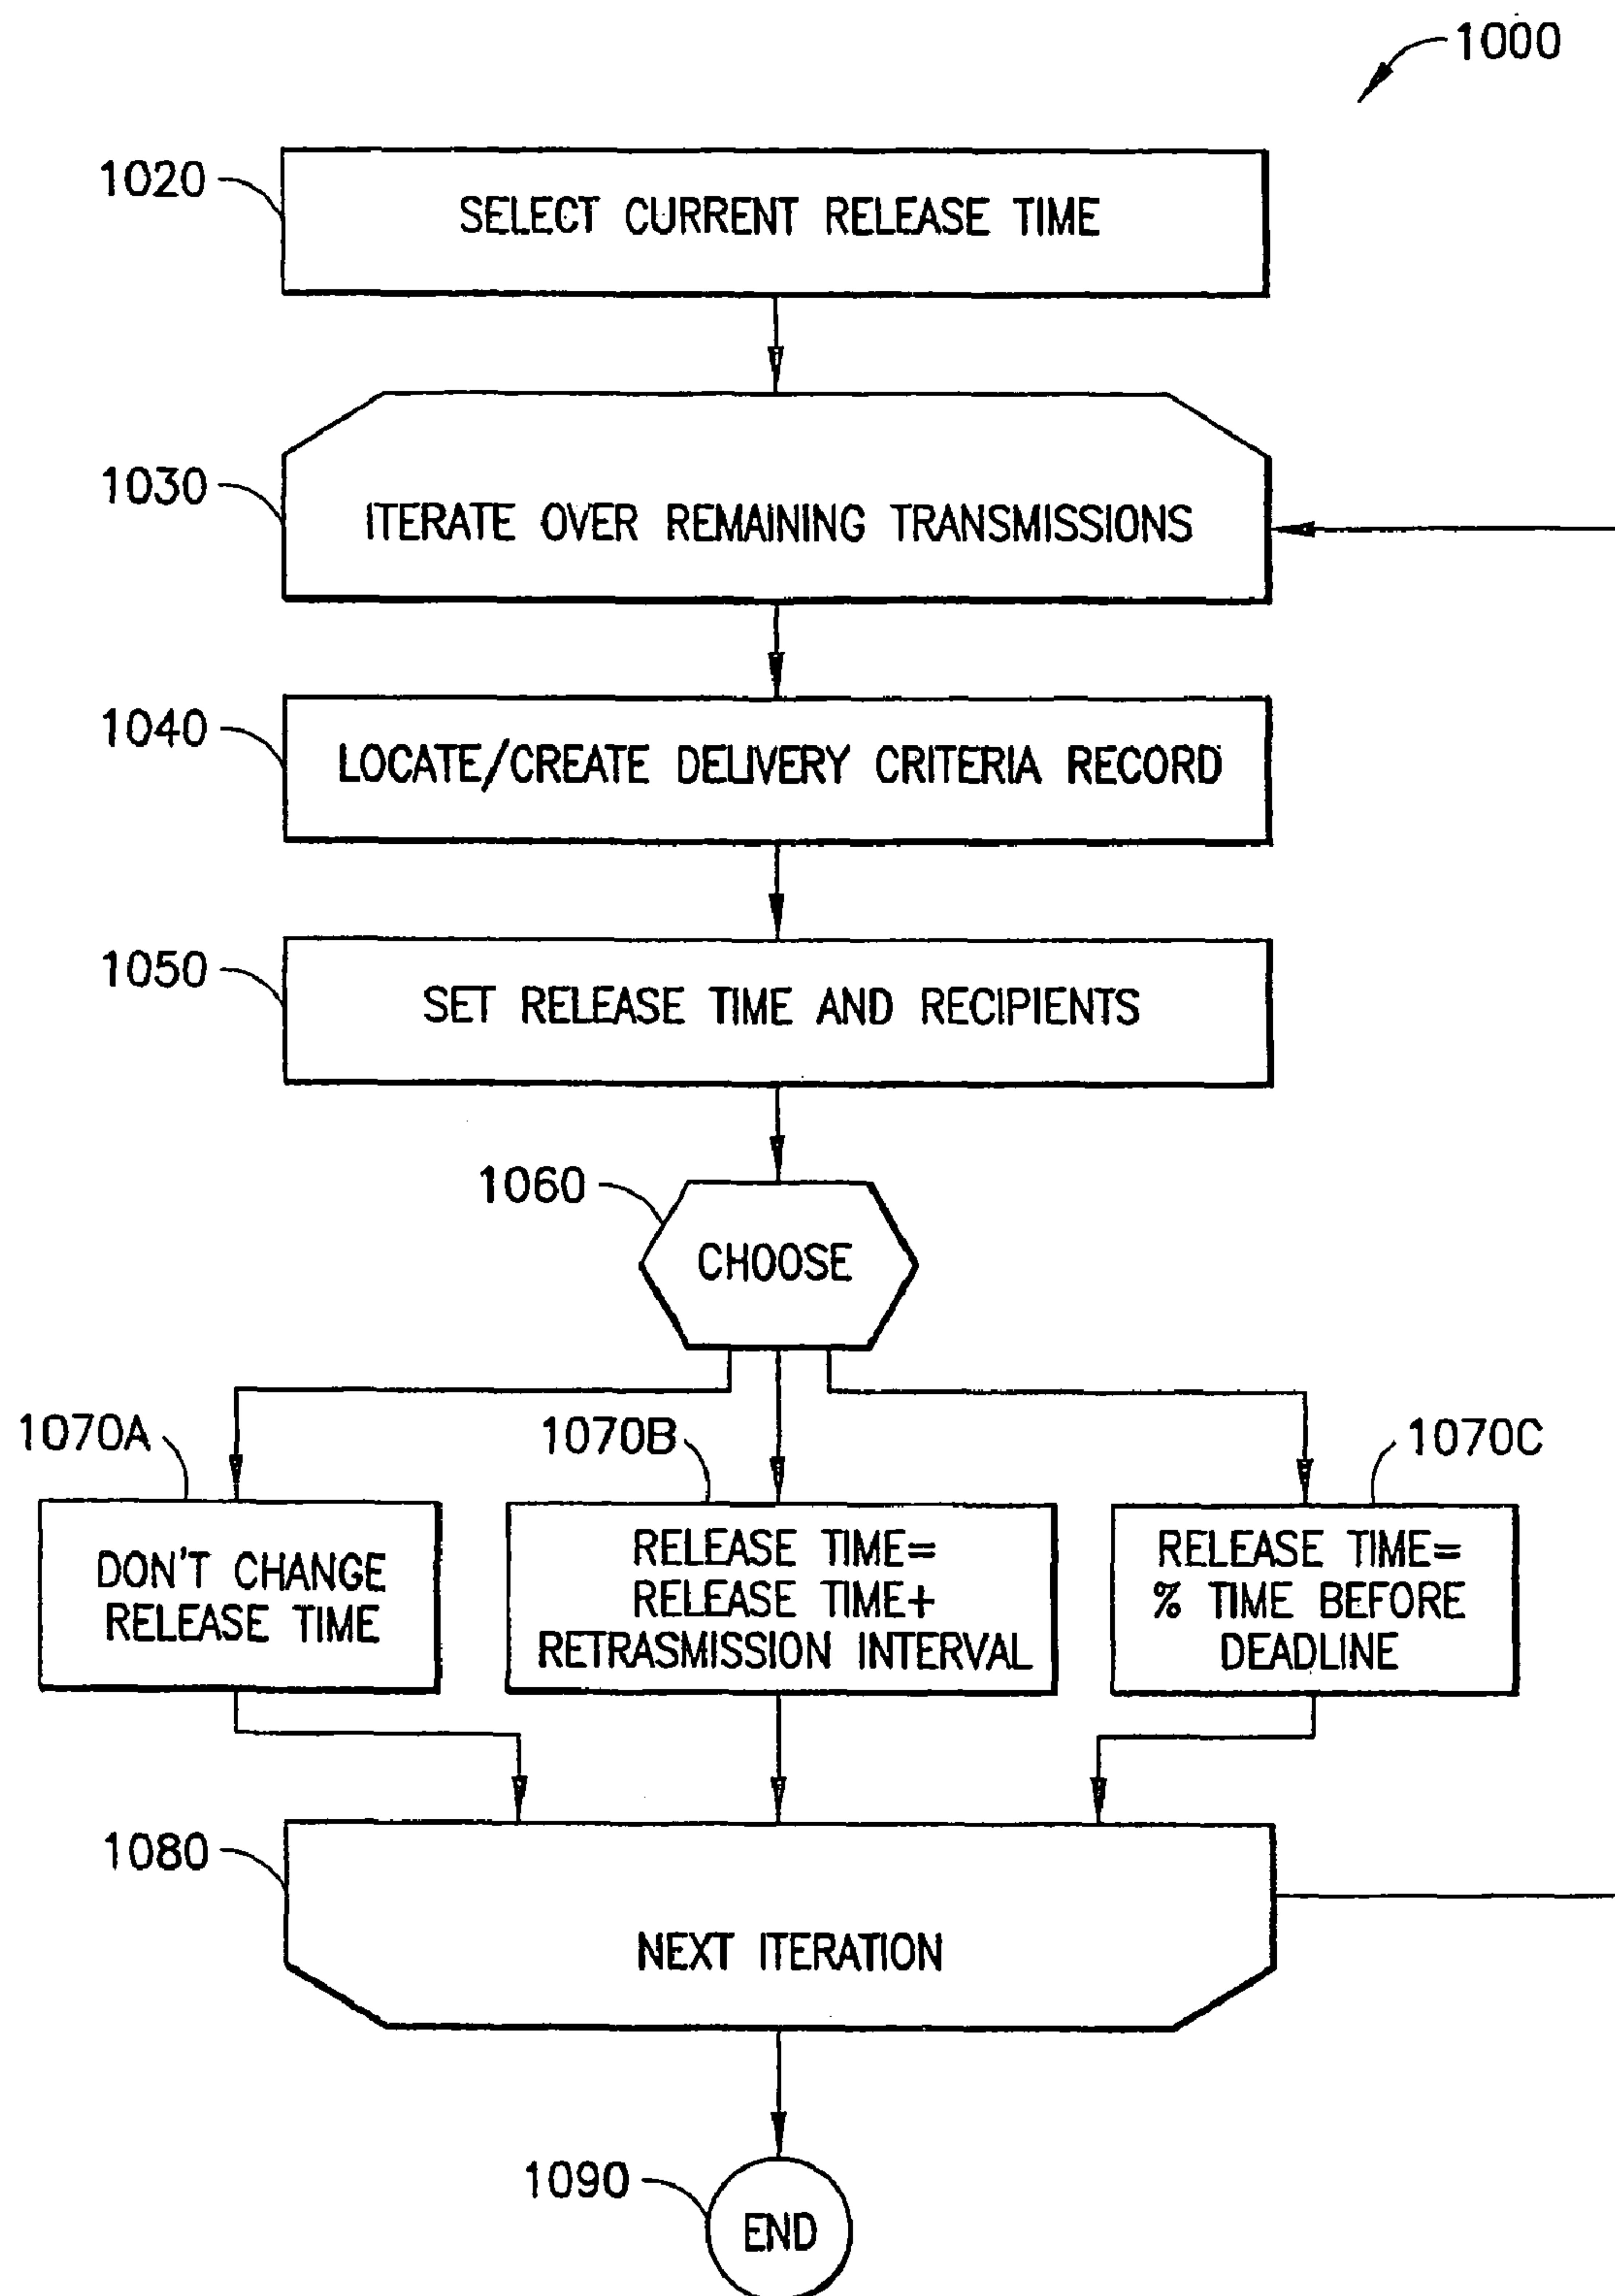 1000
1020
SELECT CURRENT RELEASE TIME
1030
ITERATE OVER REMAINING TRANSMISSIONS
1040
LOCATE/CREATE DELIVERY CRITERIA RECORD
1050
SET RELEASE TIME AND RECIPIENTS
1060
CHOOSE
1070A
DON'T CHANGE
RELEASE TIME
1070B
RELEASE TIME=
RELEASE TIME+
RETRASMISSION INTERVAL
1070C
RELEASE TIME=
% TIME BEFORE
DEADLINE
1080
NEXT ITERATION
1090
END